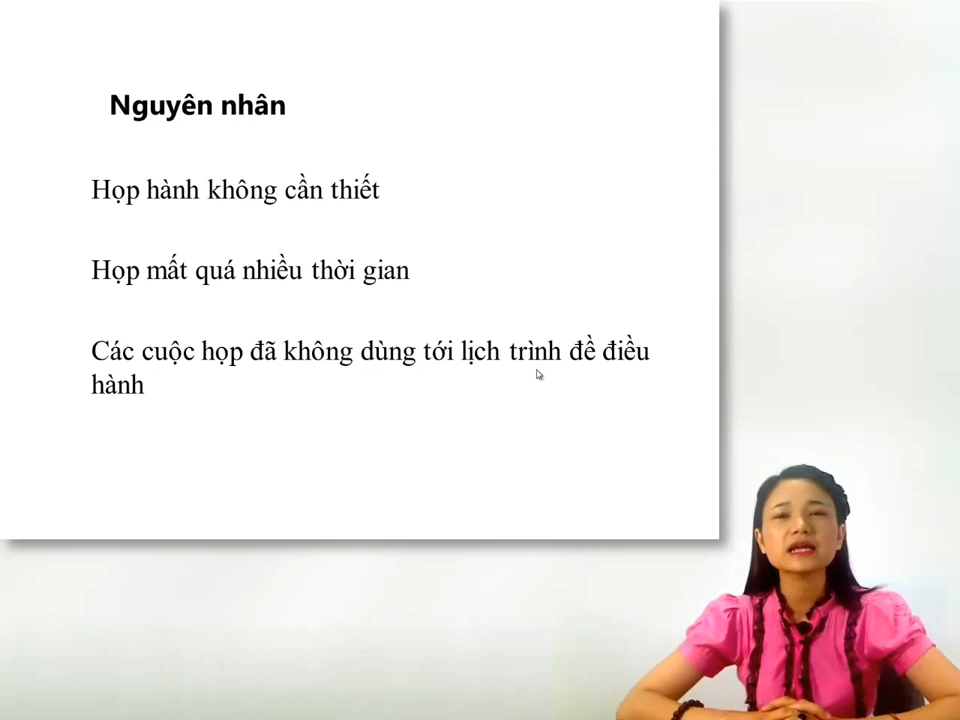 Nguyên nhân
Họp hành không cần thiết
Họp mất quá nhiều thời gian
Các cuộc họp đã không dùng tới lịch trình đề điều
hành